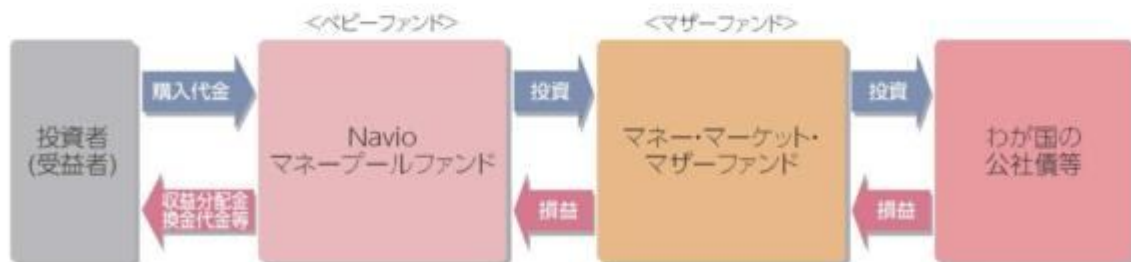 <ベビーファンド>
<マザーファンド>
購入代金
投資
投資
投資者
(受益者)
Navio
マネープールファンド
マネー・マーケット・
マザーファンド
わが国の
公社債等
収益分配金
換金代金等
損益
損益